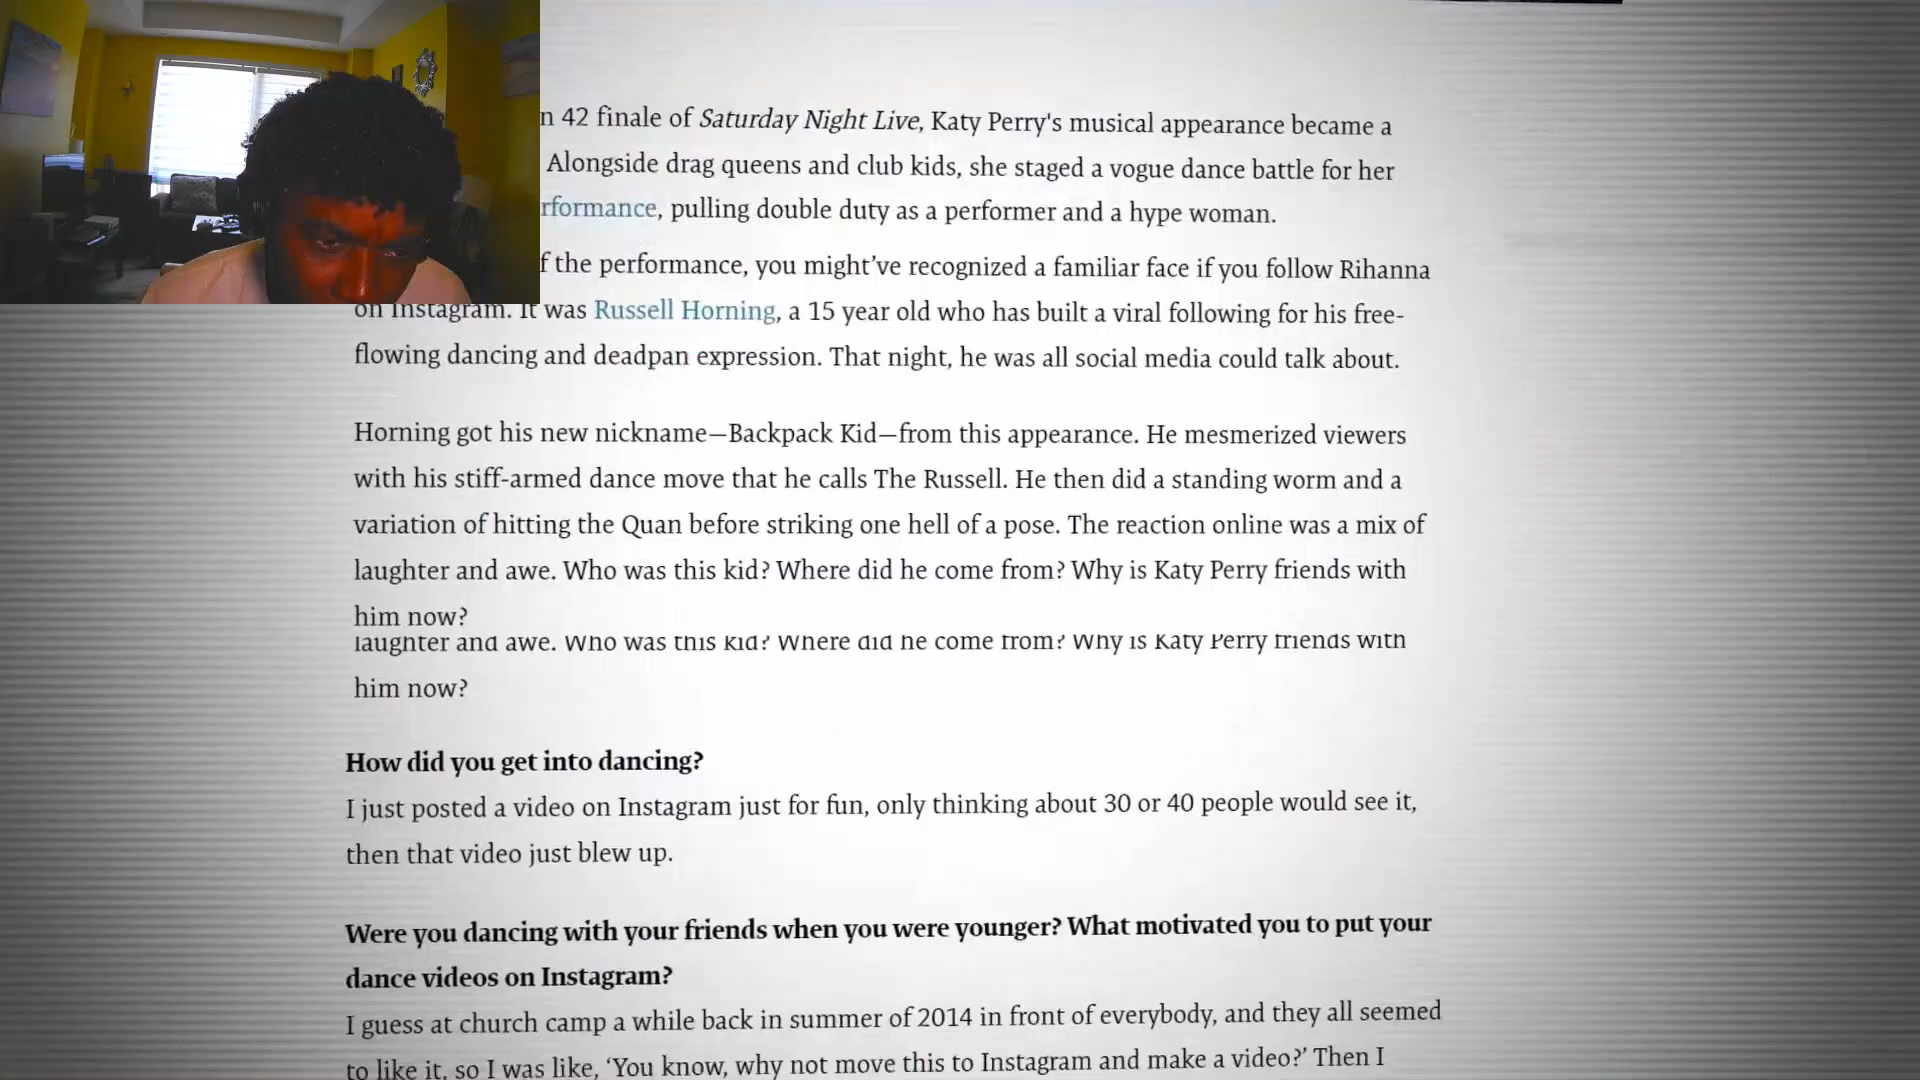 n 42 finale of Saturday Night Live, Katy Perry's musical appearance became a
Alongside drag queens and club kids, she staged a vogue dance battle for her
rformance, pulling double duty as a performer and a hype woman.
f the performance, you might’ve recognized a familiar face if you follow Rihanna
on Instagram. It was Russell Horning, a 15 year old who has built a viral following for his free-
flowing dancing and deadpan expression. That night, he was all social media could talk about.
Horning got his new nickname—Backpack Kid—from this appearance. He mesmerized viewers
with his stiff-armed dance move that he calls The Russell. He then did a standing worm and a
variation of hitting the Quan before striking one hell of a pose. The reaction online was a mix of
laughter and awe. Who was this kid? Where did he come from? Why is Katy Perry friends with
him now?
laughter and awe. Who was this kid? Where did he come from? Why is Katy Perry friends with
him now?
How did you get into dancing?
I just posted a video on Instagram just for fun, only thinking about 30 or 40 people would see it,
then that video just blew up.
Were you dancing with your friends when you were younger? What motivated you to put your
dance videos on Instagram?
I guess at church camp a while back in summer of 2014 in front of everybody, and they all seemed
to like it, so I was like, ‘You know, why not move this to Instagram and make a video?’ Then I